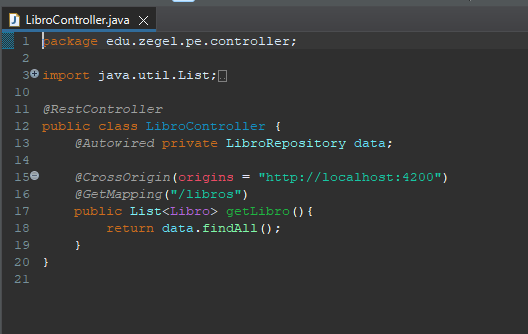 LibroController.java
1 package edu.zegel.pe.controller;
2
3 import java.util.List;
10
11 @RestController
12 public class LibroController {
13 @Autowired private LibroRepository data;
14
15 @CrossOrigin(origins = "http://localhost:4200")
16 @GetMapping("/libros")
17 public List<Libro> getLibro(){
18 return data.findAll();
19 }
20 }
21